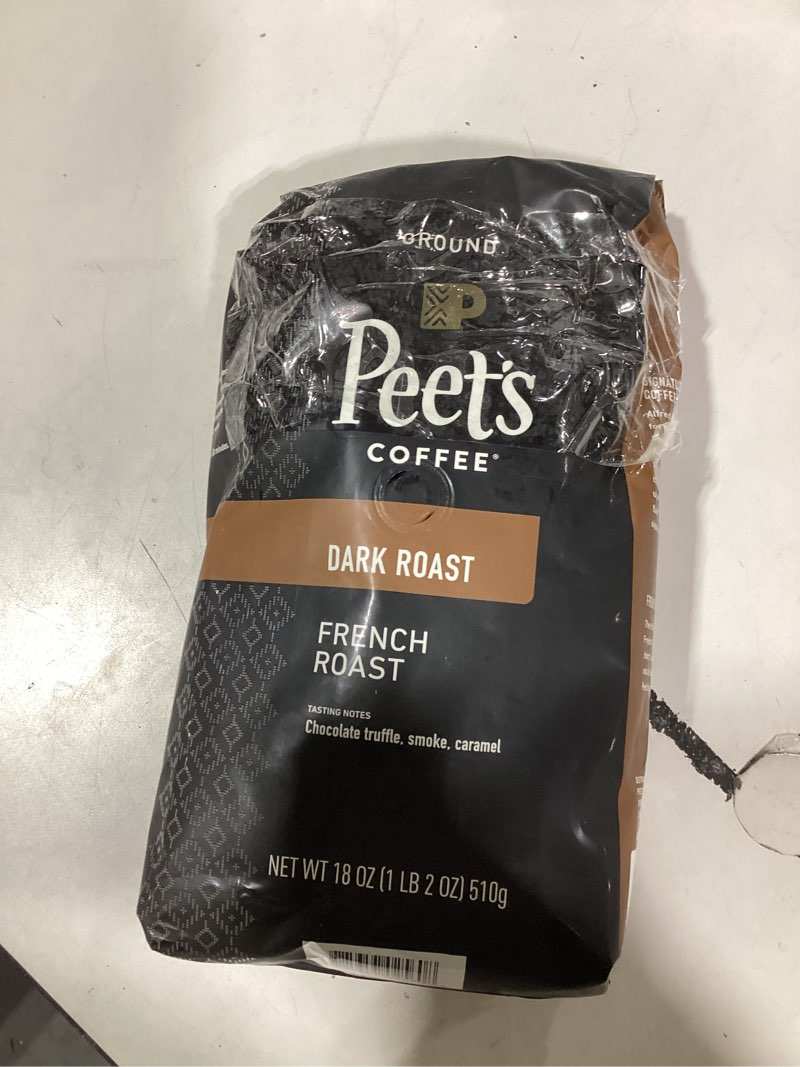 GROUND
P
Peet's
COFFEE®
DARK ROAST
FRENCH
ROAST
TASTING NOTES
Chocolate truffle, smoke, caramel
NET WT 18 OZ (1 LB 2 OZ) 510g